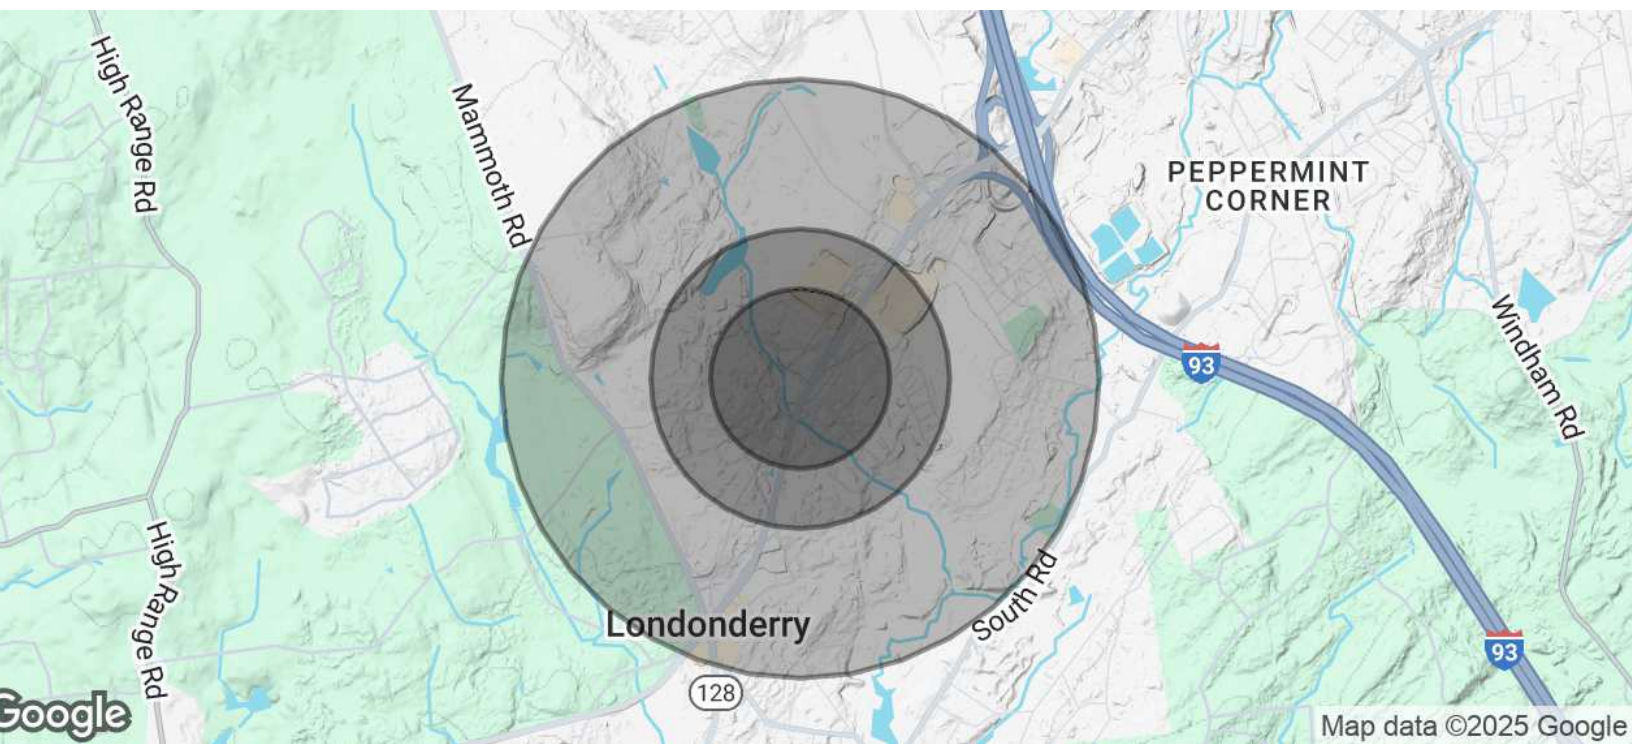 High Range Rd
Mammoth Rd
PEPPERMINT
CORNER
93
Windham Rd
High Range Rd
Londonderry
South Rd
93
128
Google
Map data ©2025 Google